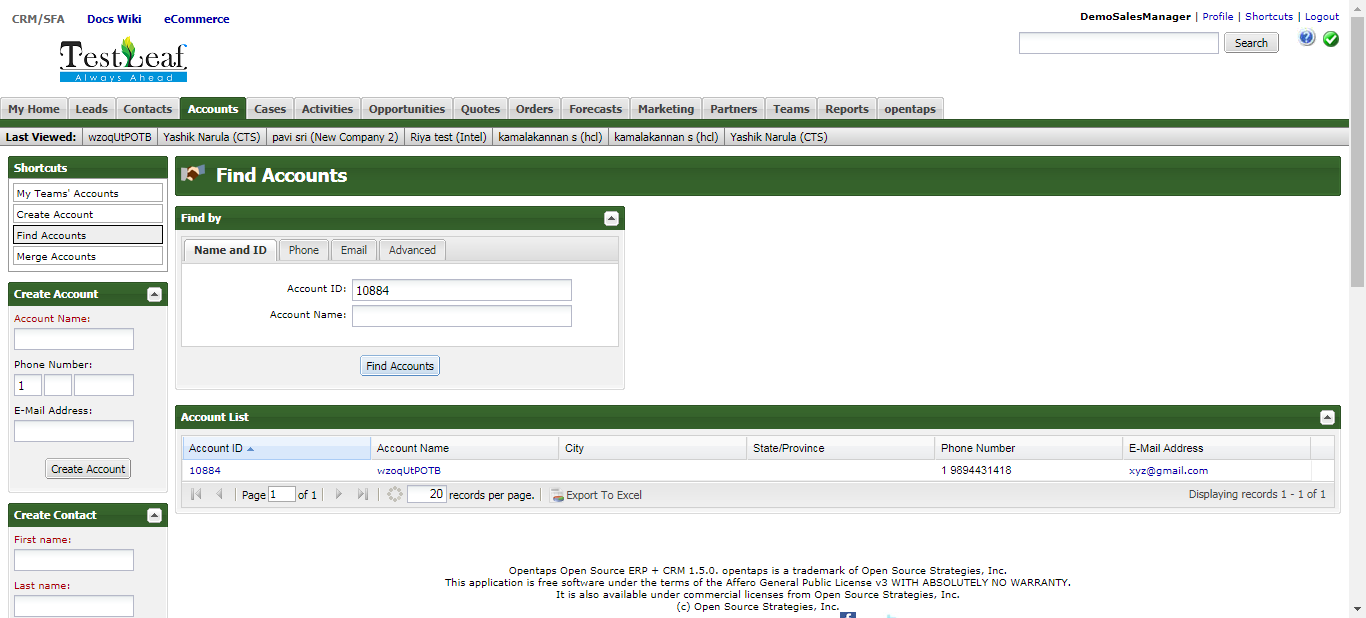 CRM/SFA Docs Wiki eCommerce
DemoSalesManager | Profile | Shortcuts | Logout
Search
TestLeaf
Always Ahead
My Home Leads Contacts Accounts Cases Activities Opportunities Quotes Orders Forecasts Marketing Partners Teams Reports opentaps
Last Viewed: wzoqUtPOTB Yashik Narula (CTS) pavi sri (New Company 2) Riya test (Intel) kamalakannan s (hcl) kamalakannan s (hcl) Yashik Narula (CTS)
Shortcuts
My Teams' Accounts
Create Account
Find Accounts
Merge Accounts
Create Account
Account Name:
Phone Number:
1
E-Mail Address:
Create Account
Create Contact
First name:
Last name:
Find Accounts
Find by
Name and ID Phone Email Advanced
Account ID: 10884
Account Name:
Find Accounts
Account List
Account ID Account Name City State/Province Phone Number E-Mail Address
10884 wzoqUtPOTB 1 9894431418 xyz@gmail.com
Page 1 of 1 20 records per page. Export To Excel Displaying records 1 - 1 of 1
Opentaps Open Source ERP + CRM 1.5.0. opentaps is a trademark of Open Source Strategies, Inc.
This application is free software under the terms of the Affero General Public License v3 WITH ABSOLUTELY NO WARRANTY.
It is also available under commercial licenses from Open Source Strategies, Inc.
(c) Open Source Strategies, Inc.